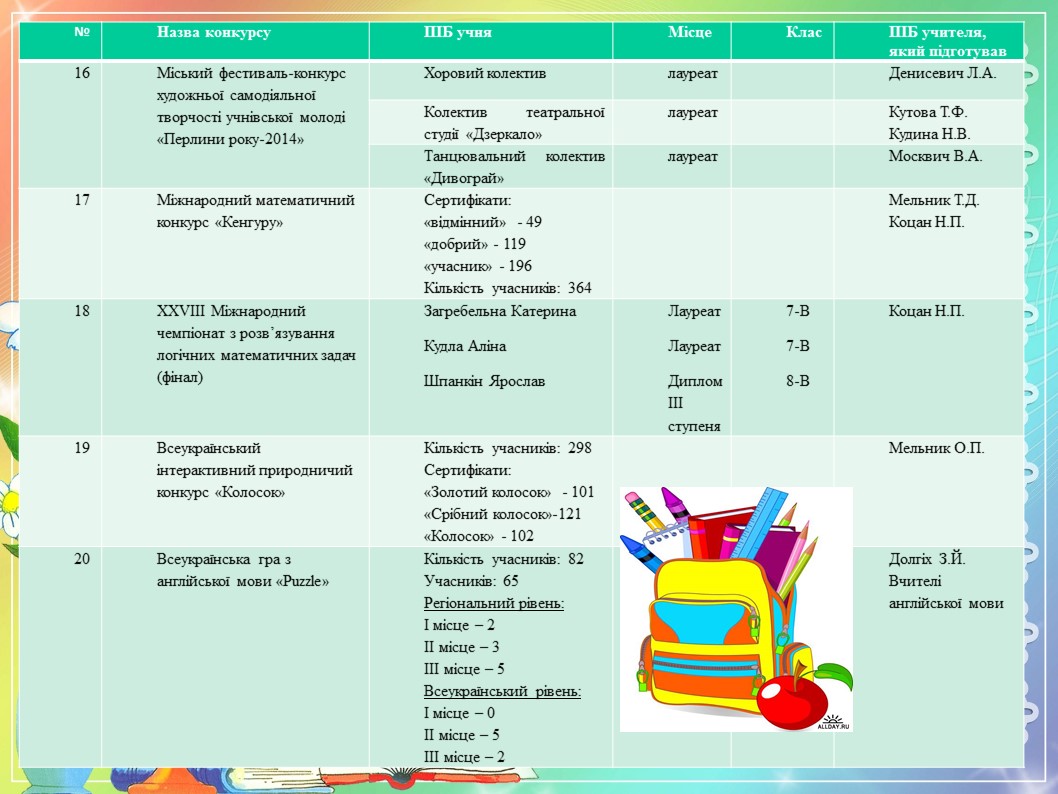 № Назва конкурсу ПІБ учня Місце Клас ПІБ учителя,
який підготував
16 Міський фестиваль-конкурс
художньої самодіяльної
творчості учнівської молоді
«Перлини року-2014»
Хоровий колектив лауреат Денисевич Л.А.
Колектив театральної
студії «Дзеркало»
лауреат
Кутова Т.Ф.
Кудина Н.В.
Танцювальний колектив
«Дивограй»
лауреат
Москвич В.А.
17 Міжнародний математичний
конкурс «Кенгуру»
Сертифікати:
«відмінний» - 49
«добрий» - 119
«учасник» - 196
Кількість учасників: 364
Мельник Т.Д.
Коцан Н.П.
18 XXVIII Міжнародний
чемпіонат з розв’язування
логічних математичних задач
(фінал)
Загребельна Катерина Лауреат 7-В Коцан Н.П.
Кудла Аліна Лауреат 7-В
Шпанкін Ярослав Диплом 8-В
III
ступеня
19 Всеукраїнський
інтерактивний природничий
конкурс «Колосок»
Кількість учасників: 298
Сертифікати:
«Золотий колосок» - 101
«Срібний колосок»-121
«Колосок» - 102
Мельник О.П.
20 Всеукраїнська гра з
англійської мови «Puzzle»
Кількість учасників: 82
Учасників: 65
Регіональний рівень:
I місце – 2
II місце – 3
III місце – 5
Всеукраїнський рівень:
I місце – 0
II місце – 5
III місце – 2
Долгіх З.Й.
Вчителі
англійської мови
ALLDAY.RU